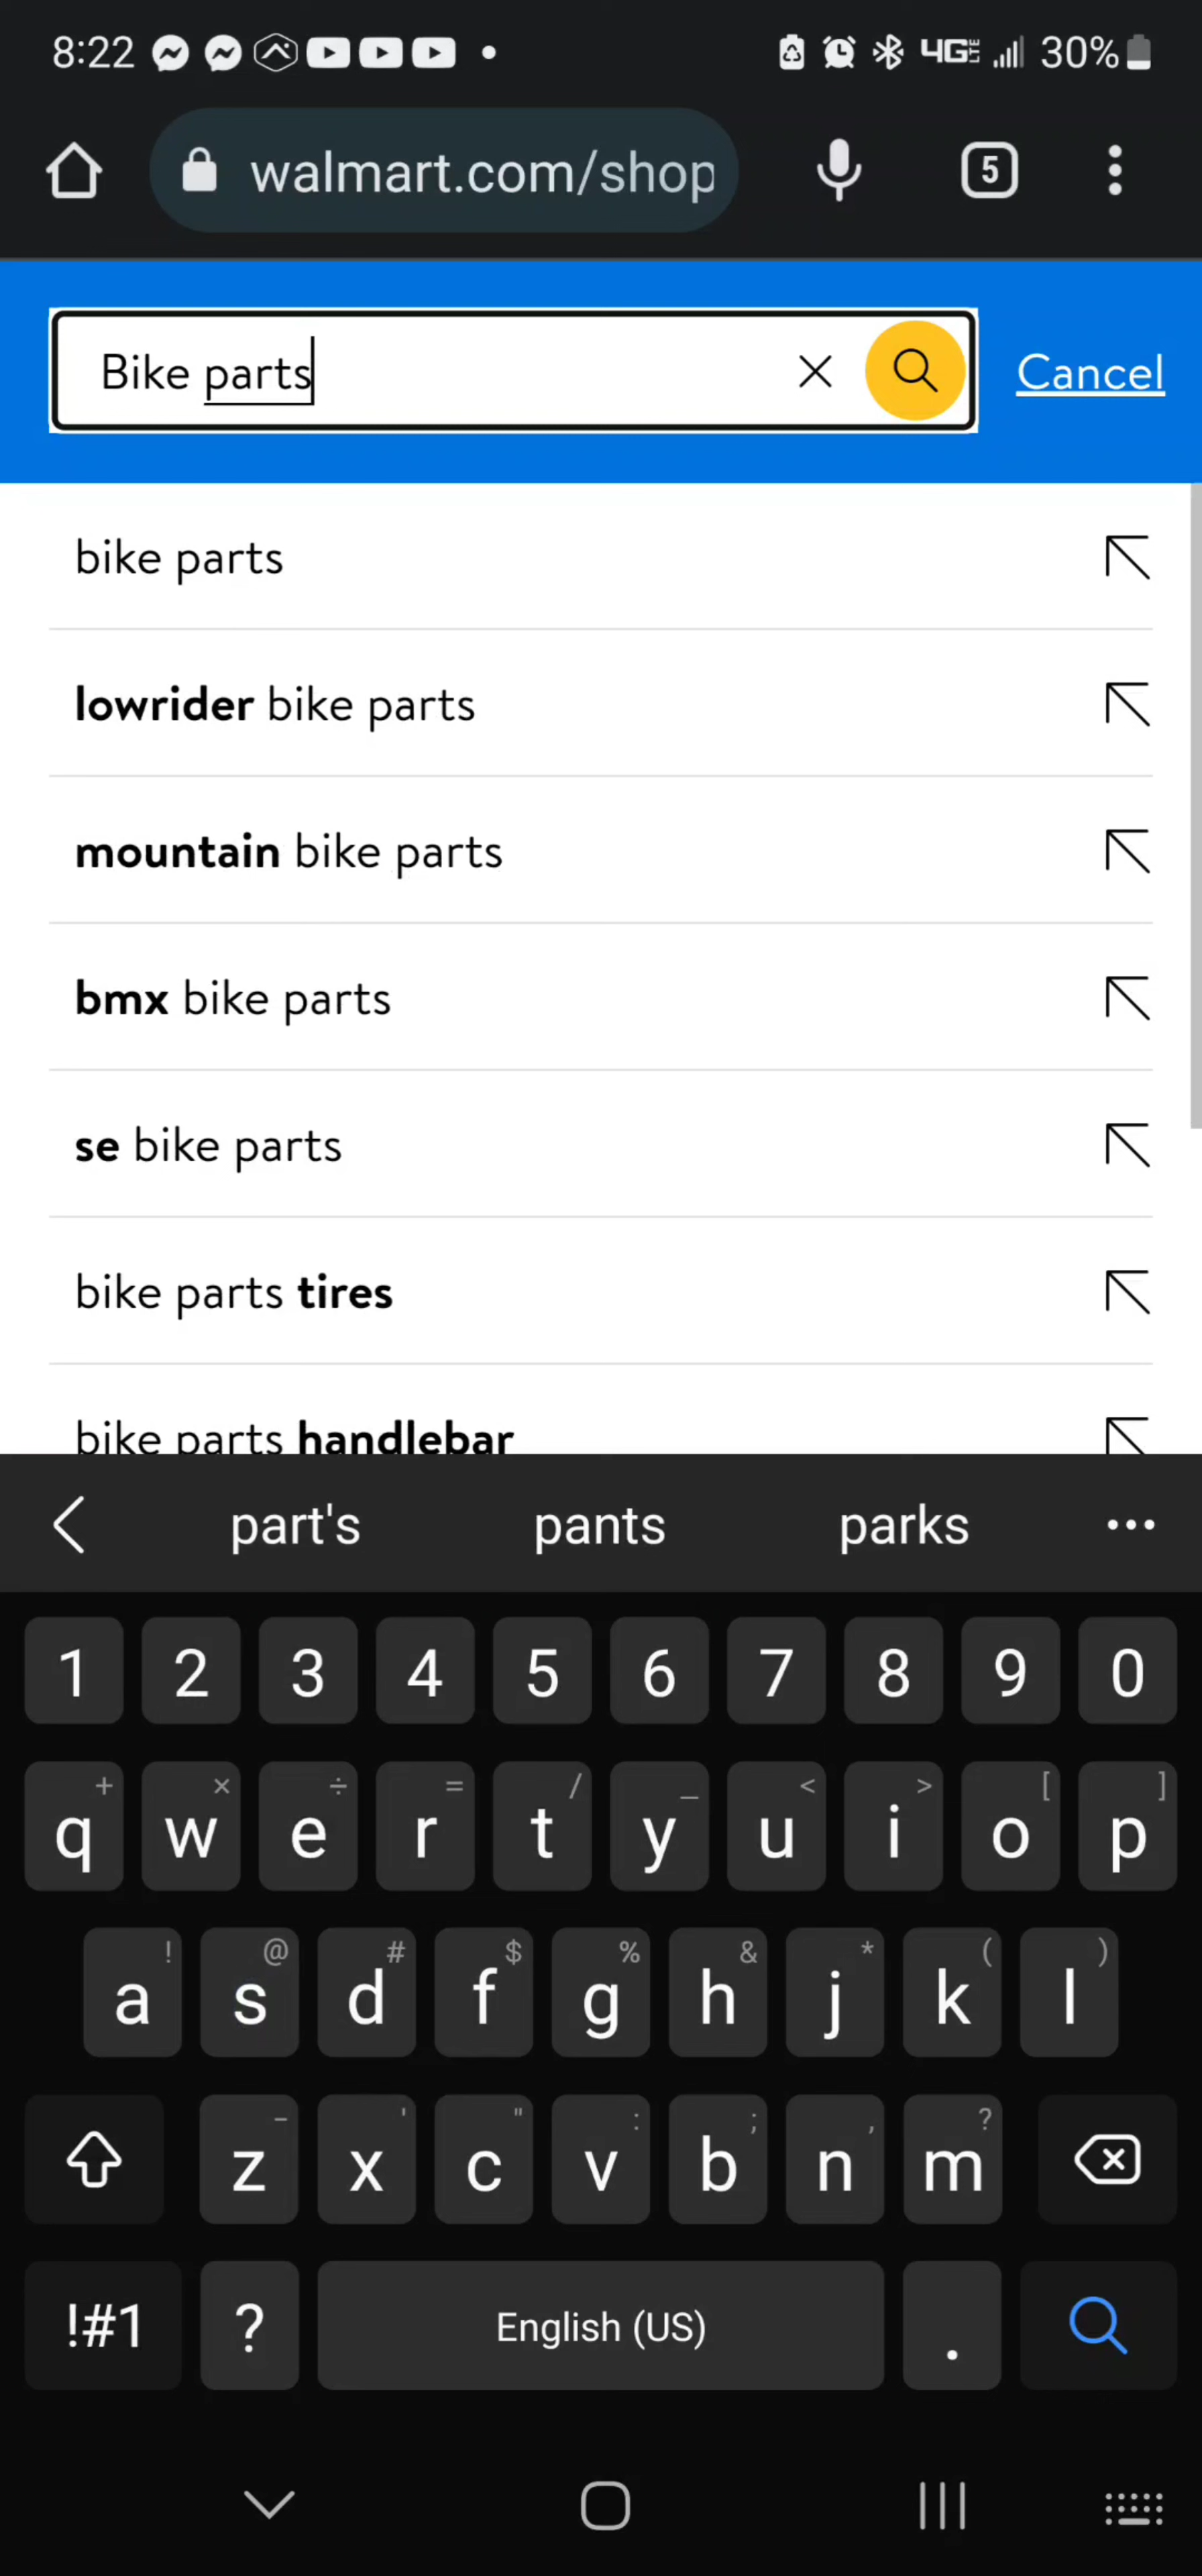 8:22 4G LTE 30%
walmart.com/shop 5
Bike parts Cancel
bike parts
lowrider bike parts
mountain bike parts
bmx bike parts
se bike parts
bike parts tires
bike parts handlebar
part's pants parks ...
1 2 3 4 5 6 7 8 9 0
+ × ÷ = / _ < > [ ]
q w e r t y u i o p
! @ # $ % & * ( )
a s d f g h j k l
- ' " : ; , ?
z x c v b n m
!#1 ? English (US) .